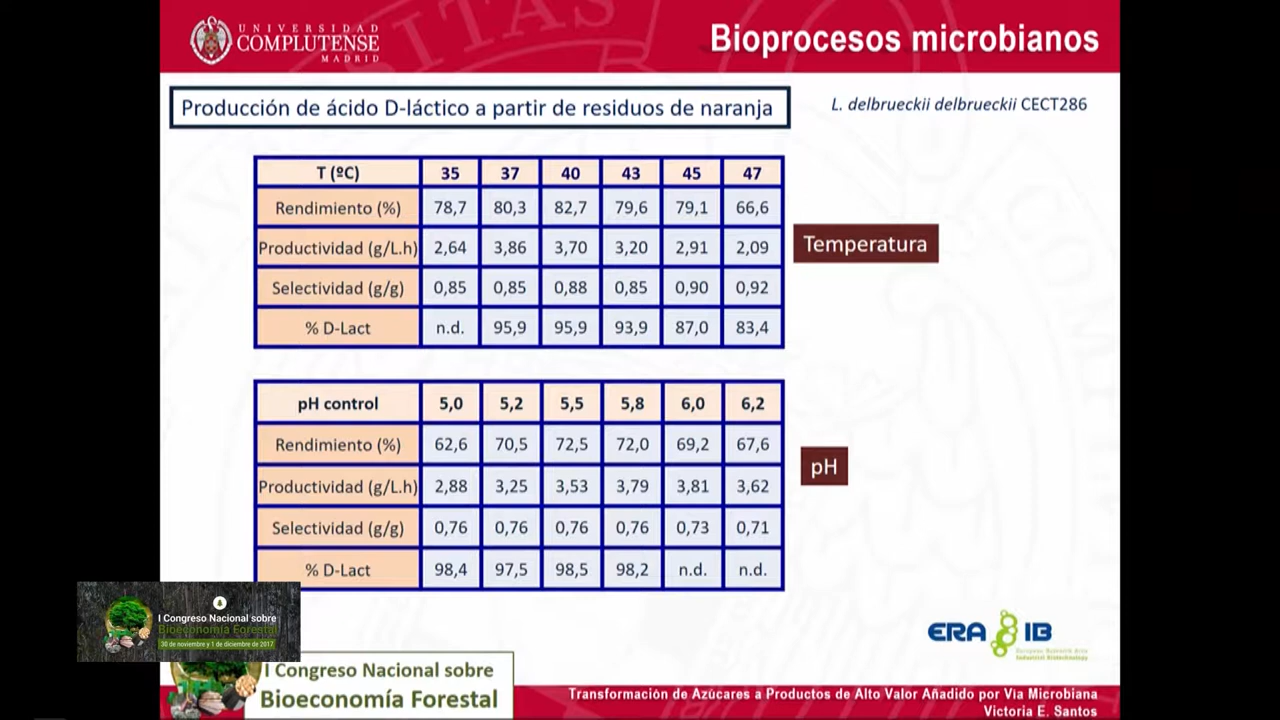 UNIVERSIDAD
COMPLUTENSE
MADRID
Bioprocesos microbianos
Producción de ácido D-láctico a partir de residuos de naranja
L. delbrueckii delbrueckii CECT286
T (ºC) 35 37 40 43 45 47
Rendimiento (%) 78,7 80,3 82,7 79,6 79,1 66,6
Productividad (g/L.h) 2,64 3,86 3,70 3,20 2,91 2,09
Selectividad (g/g) 0,85 0,85 0,88 0,85 0,90 0,92
% D-Lact n.d. 95,9 95,9 93,9 87,0 83,4
Temperatura
pH control 5,0 5,2 5,5 5,8 6,0 6,2
Rendimiento (%) 62,6 70,5 72,5 72,0 69,2 67,6
Productividad (g/L.h) 2,88 3,25 3,53 3,79 3,81 3,62
Selectividad (g/g) 0,76 0,76 0,76 0,76 0,73 0,71
% D-Lact 98,4 97,5 98,5 98,2 n.d. n.d.
pH
I Congreso Nacional sobre
Bioeconomía Forestal
30 de noviembre y 1 de diciembre de 2017
ERA IB
Industrial Biotechnology
I Congreso Nacional sobre
Bioeconomía Forestal
Transformación de Azúcares a Productos de Alto Valor Añadido por Vía Microbiana
Victoria E. Santos